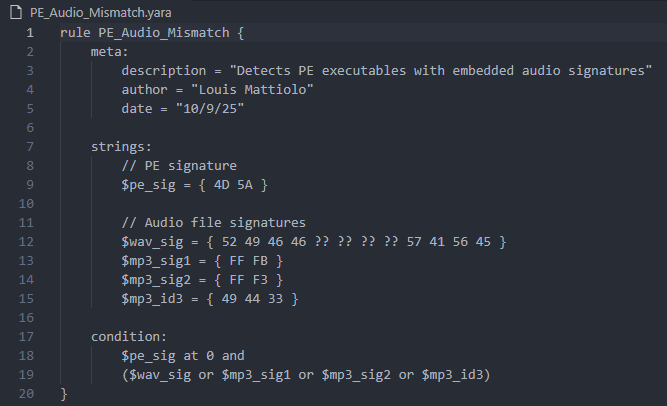 PE_Audio_Mismatch.yara
1 rule PE_Audio_Mismatch {
2 meta:
3 description = "Detects PE executables with embedded audio signatures"
4 author = "Louis Mattiolo"
5 date = "10/9/25"
6
7 strings:
8 // PE signature
9 $pe_sig = { 4D 5A }
10
11 // Audio file signatures
12 $wav_sig = { 52 49 46 46 ?? ?? ?? ?? 57 41 56 45 }
13 $mp3_sig1 = { FF FB }
14 $mp3_sig2 = { FF F3 }
15 $mp3_id3 = { 49 44 33 }
16
17 condition:
18 $pe_sig at 0 and
19 ($wav_sig or $mp3_sig1 or $mp3_sig2 or $mp3_id3)
20 }